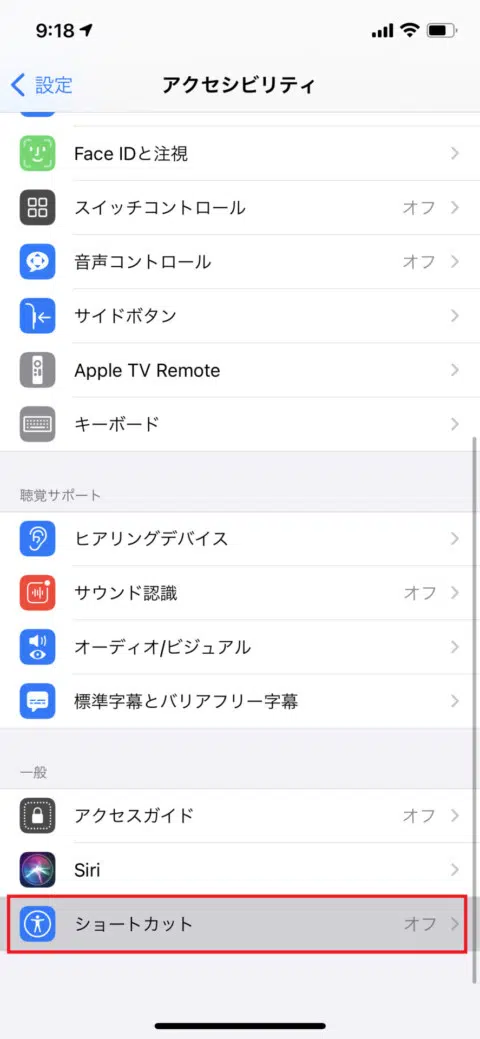 9:18
設定
アクセシビリティ
Face IDと注視
スイッチコントロール オフ
音声コントロール オフ
サイドボタン
Apple TV Remote
キーボード
聴覚サポート
ヒアリングデバイス
サウンド認識 オフ
オーディオ/ビジュアル
標準字幕とバリアフリー字幕
一般
アクセスガイド オフ
Siri
ショートカット オフ